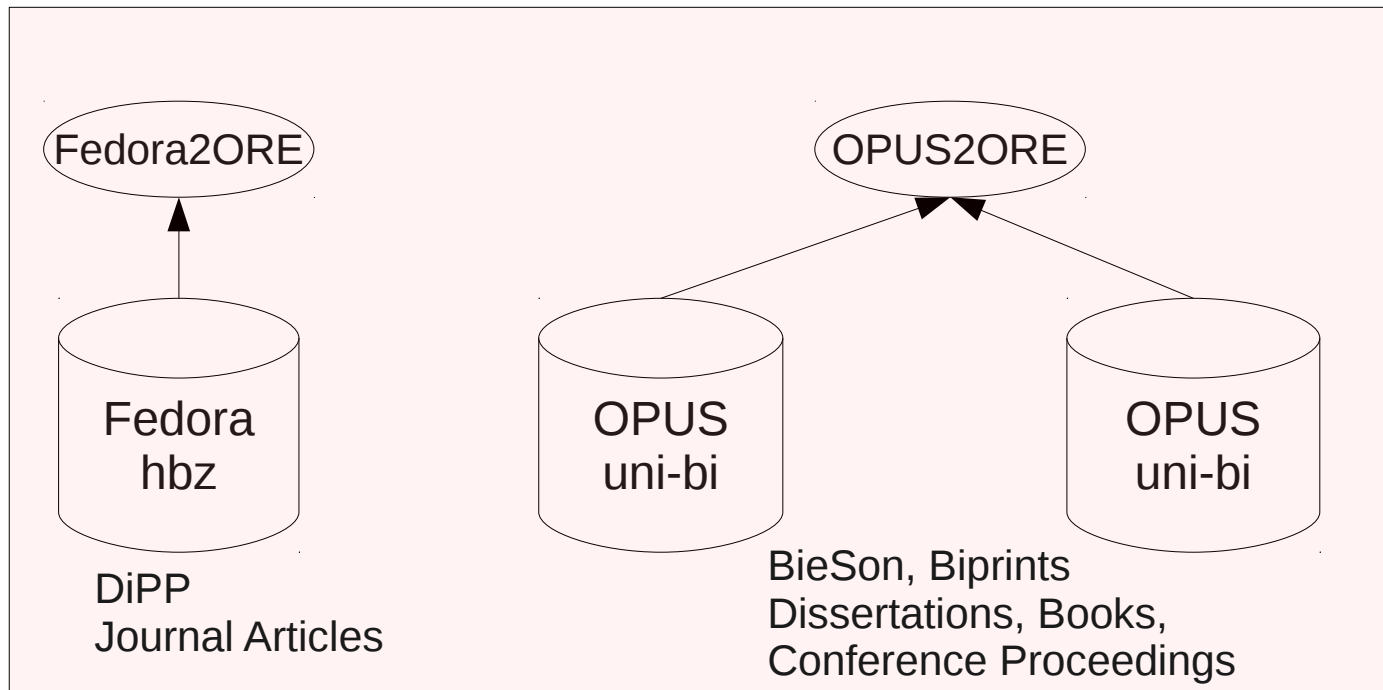 Fedora2ORE
OPUS2ORE
Fedora
hbz
OPUS
uni-bi
OPUS
uni-bi
DiPP
Journal Articles
BieSon, Biprints
Dissertations, Books,
Conference Proceedings